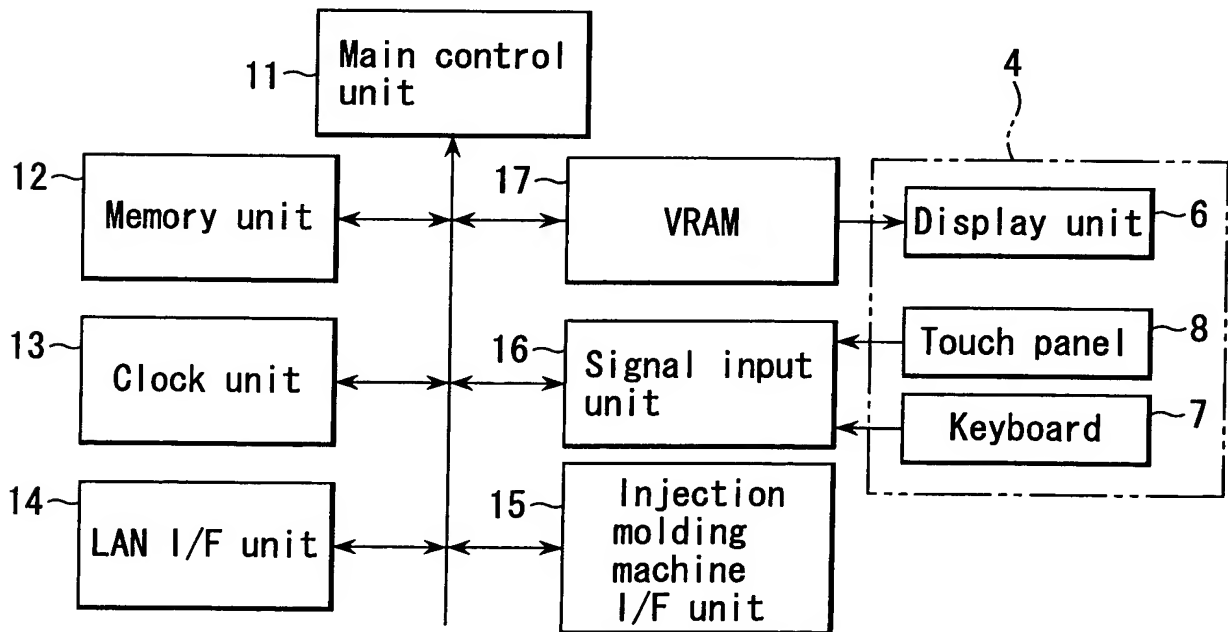 11
Main control
unit
4
12
Memory unit
17
VRAM
Display unit
6
13
Clock unit
16
Signal input
unit
Touch panel
8
Keyboard
7
14
LAN I/F unit
15
Injection
molding
machine
I/F unit